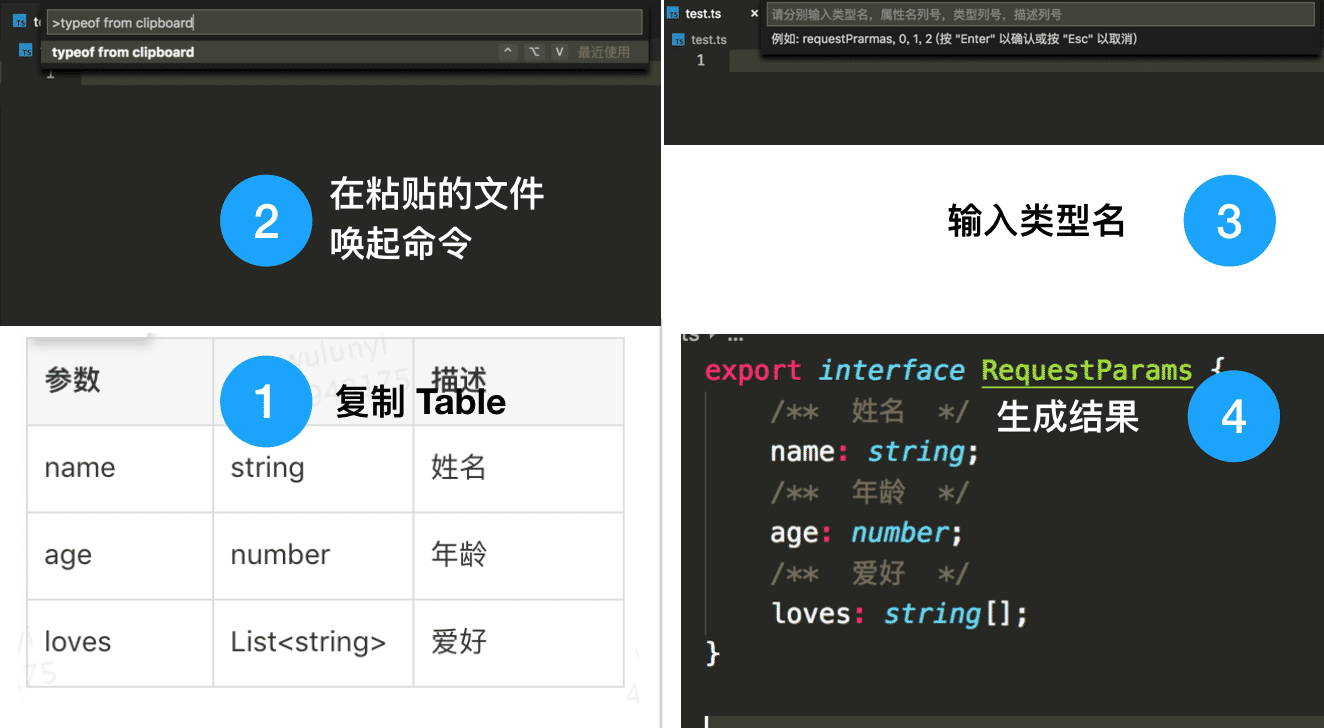 >typeof from clipboard
typeof from clipboard ^ ⌥ V 最近使用
1
2
在粘贴的文件
唤起命令
TS test.ts ×
请分别输入类型名，属性名列号，类型列号，描述列号
TS test.ts
例如: requestPrarmas, 0, 1, 2 (按 "Enter" 以确认或按 "Esc" 以取消)
1
输入类型名
3
参数 描述
1
复制 Table
name string 姓名
age number 年龄
loves List<string> 爱好
export interface RequestParams {
/** 姓名 */
生成结果
4
name: string;
/** 年龄 */
age: number;
/** 爱好 */
loves: string[];
}